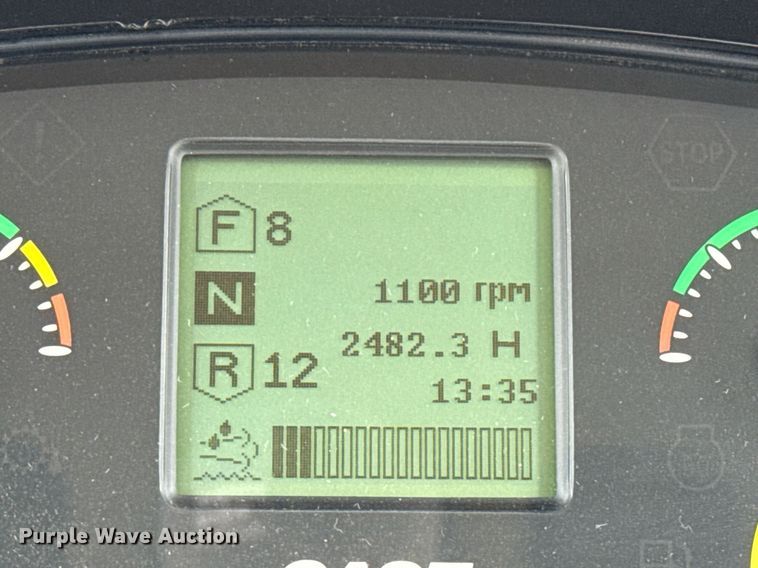 STOP
F 8
N
1100 rpm
2482.3 H
R 12
13:35
Purple Wave Auction